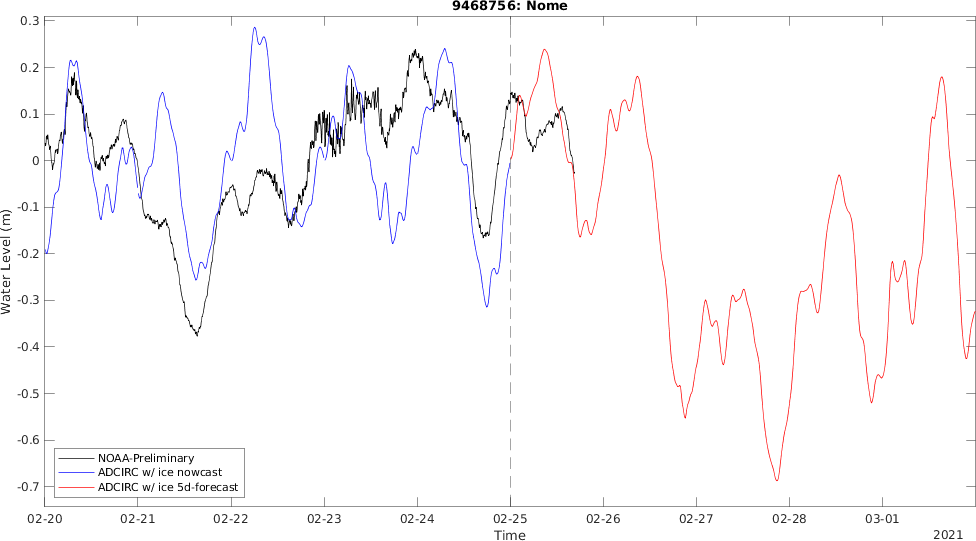 9468756: Nome
0.3
0.2
0.1
0
-0.1
-0.2
-0.3
-0.4
-0.5
-0.6
-0.7
Water Level (m)
NOAA-Preliminary
ADCIRC w/ ice nowcast
ADCIRC w/ ice 5d-forecast
02-20 02-21 02-22 02-23 02-24 02-25 02-26 02-27 02-28 03-01
Time
2021